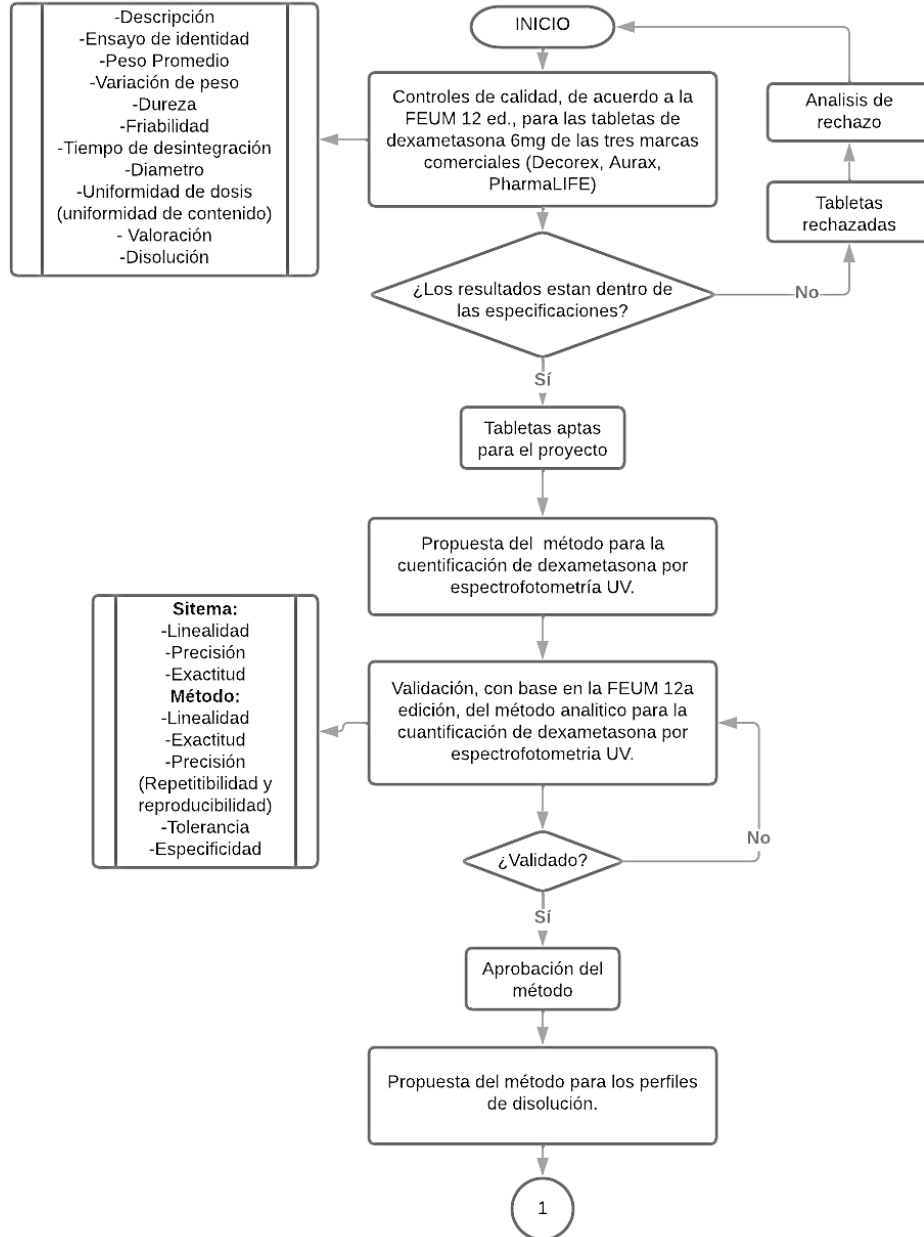 INICIO
-Descripción
-Ensayo de identidad
-Peso Promedio
-Variación de peso
-Dureza
-Friabilidad
-Tiempo de desintegración
-Diametro
-Uniformidad de dosis
(uniformidad de contenido)
- Valoración
-Disolución
Controles de calidad, de acuerdo a la
FEUM 12 ed., para las tabletas de
dexametasona 6mg de las tres marcas
comerciales (Decorex, Aurax,
PharmaLIFE)
Analisis de
rechazo
Tabletas
rechazadas
¿Los resultados estan dentro de
las especificaciones?
No
Sí
Tabletas aptas
para el proyecto
Propuesta del método para la
cuentificación de dexametasona por
espectrofotometría UV.
Sitema:
-Linealidad
-Precisión
-Exactitud
Método:
-Linealidad
-Exactitud
-Precisión
(Repetitibilidad y
reproducibilidad)
-Tolerancia
-Especificidad
Validación, con base en la FEUM 12a
edición, del método analitico para la
cuantificación de dexametasona por
espectrofotometria UV.
No
¿Validado?
Sí
Aprobación del
método
Propuesta del método para los perfiles
de disolución.
1